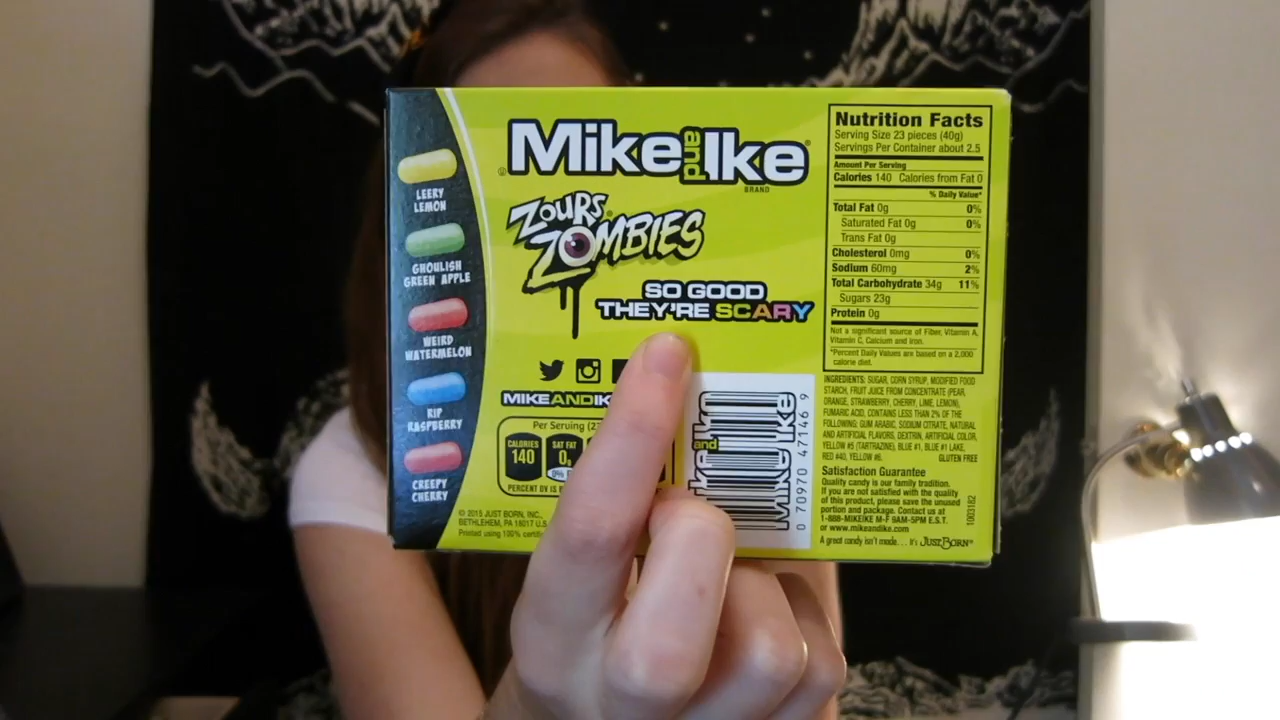 LEERY
LEMON
GHOULISH
GREEN APPLE
WEIRD
WATERMELON
RIP
RASPBERRY
CREEPY
CHERRY
Mike and Ike®
BRAND
ZOURS®
ZOMBIES
SO GOOD
THEY'RE SCARY
MIKEANDIK
Per Serving
CALORIES
140
SAT FAT
0g
PERCENT DV IS
© 2015 JUST BORN, INC.,
BETHLEHEM, PA 18017 U.S.
Printed using 100%
Mike and Ike
0 70970 47146 9
Nutrition Facts
Serving Size 23 pieces (40g)
Servings Per Container about 2.5
Amount Per Serving
Calories 140 Calories from Fat 0
% Daily Value*
Total Fat 0g 0%
Saturated Fat 0g 0%
Trans Fat 0g
Cholesterol 0mg 0%
Sodium 60mg 2%
Total Carbohydrate 34g 11%
Sugars 23g
Protein 0g
Not a significant source of Fiber, Vitamin A,
Vitamin C, Calcium and Iron.
*Percent Daily Values are based on a 2,000
calorie diet.
INGREDIENTS: SUGAR, CORN SYRUP, MODIFIED FOOD
STARCH, FRUIT JUICE FROM CONCENTRATE (PEAR,
ORANGE, STRAWBERRY, CHERRY, LIME, LEMON),
FUMARIC ACID, CONTAINS LESS THAN 2% OF THE
FOLLOWING: GUM ARABIC, SODIUM CITRATE, NATURAL
AND ARTIFICIAL FLAVORS, DEXTRIN, ARTIFICIAL COLOR,
YELLOW #5 (TARTRAZINE), BLUE #1, BLUE #1 LAKE,
RED #40, YELLOW #6. GLUTEN FREE
Satisfaction Guarantee
Quality candy is our family tradition.
If you are not satisfied with the quality
of this product, please save the unused
portion and package. Contact us at
1-888-MIKEIKE M-F 9AM-5PM E.S.T.
or www.mikeandike.com
A great candy isn't made... it's JUST BORN™
1003182